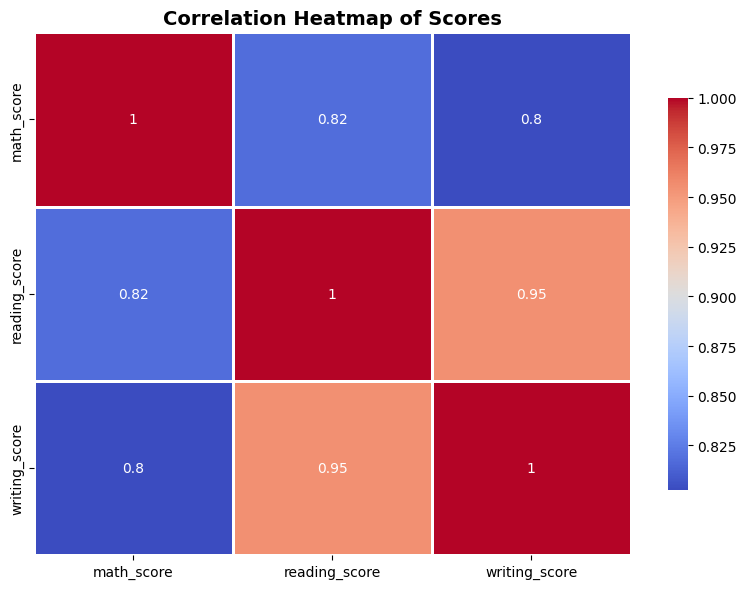 Correlation Heatmap of Scores
math_score
1
0.82
0.8
reading_score
0.82
1
0.95
writing_score
0.8
0.95
1
math_score
reading_score
writing_score
1.000
0.975
0.950
0.925
0.900
0.875
0.850
0.825